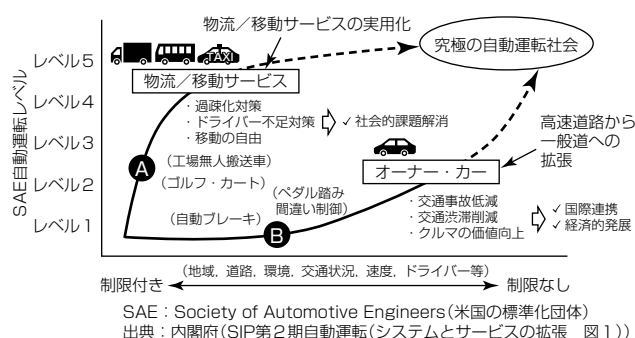 物流／移動サービスの実用化
究極の自動運転社会
SAE自動運転レベル
レベル5
レベル4
レベル3
レベル2
レベル1
TAXI
物流／移動サービス
・過疎化対策
・ドライバー不足対策
・移動の自由
✓社会的課題解消
高速道路から
一般道への
拡張
A
（工場無人搬送車）
（ゴルフ・カート）
オーナー・カー
（自動ブレーキ）
（ペダル踏み
間違い制御）
B
・交通事故低減
・交通渋滞削減
・クルマの価値向上
✓国際連携
✓経済的発展
（地域，道路，環境，交通状況，速度，ドライバー等）
制限付き
制限なし
SAE：Society of Automotive Engineers（米国の標準化団体）
出典：内閣府（SIP第2期自動運転（システムとサービスの拡張　図1））